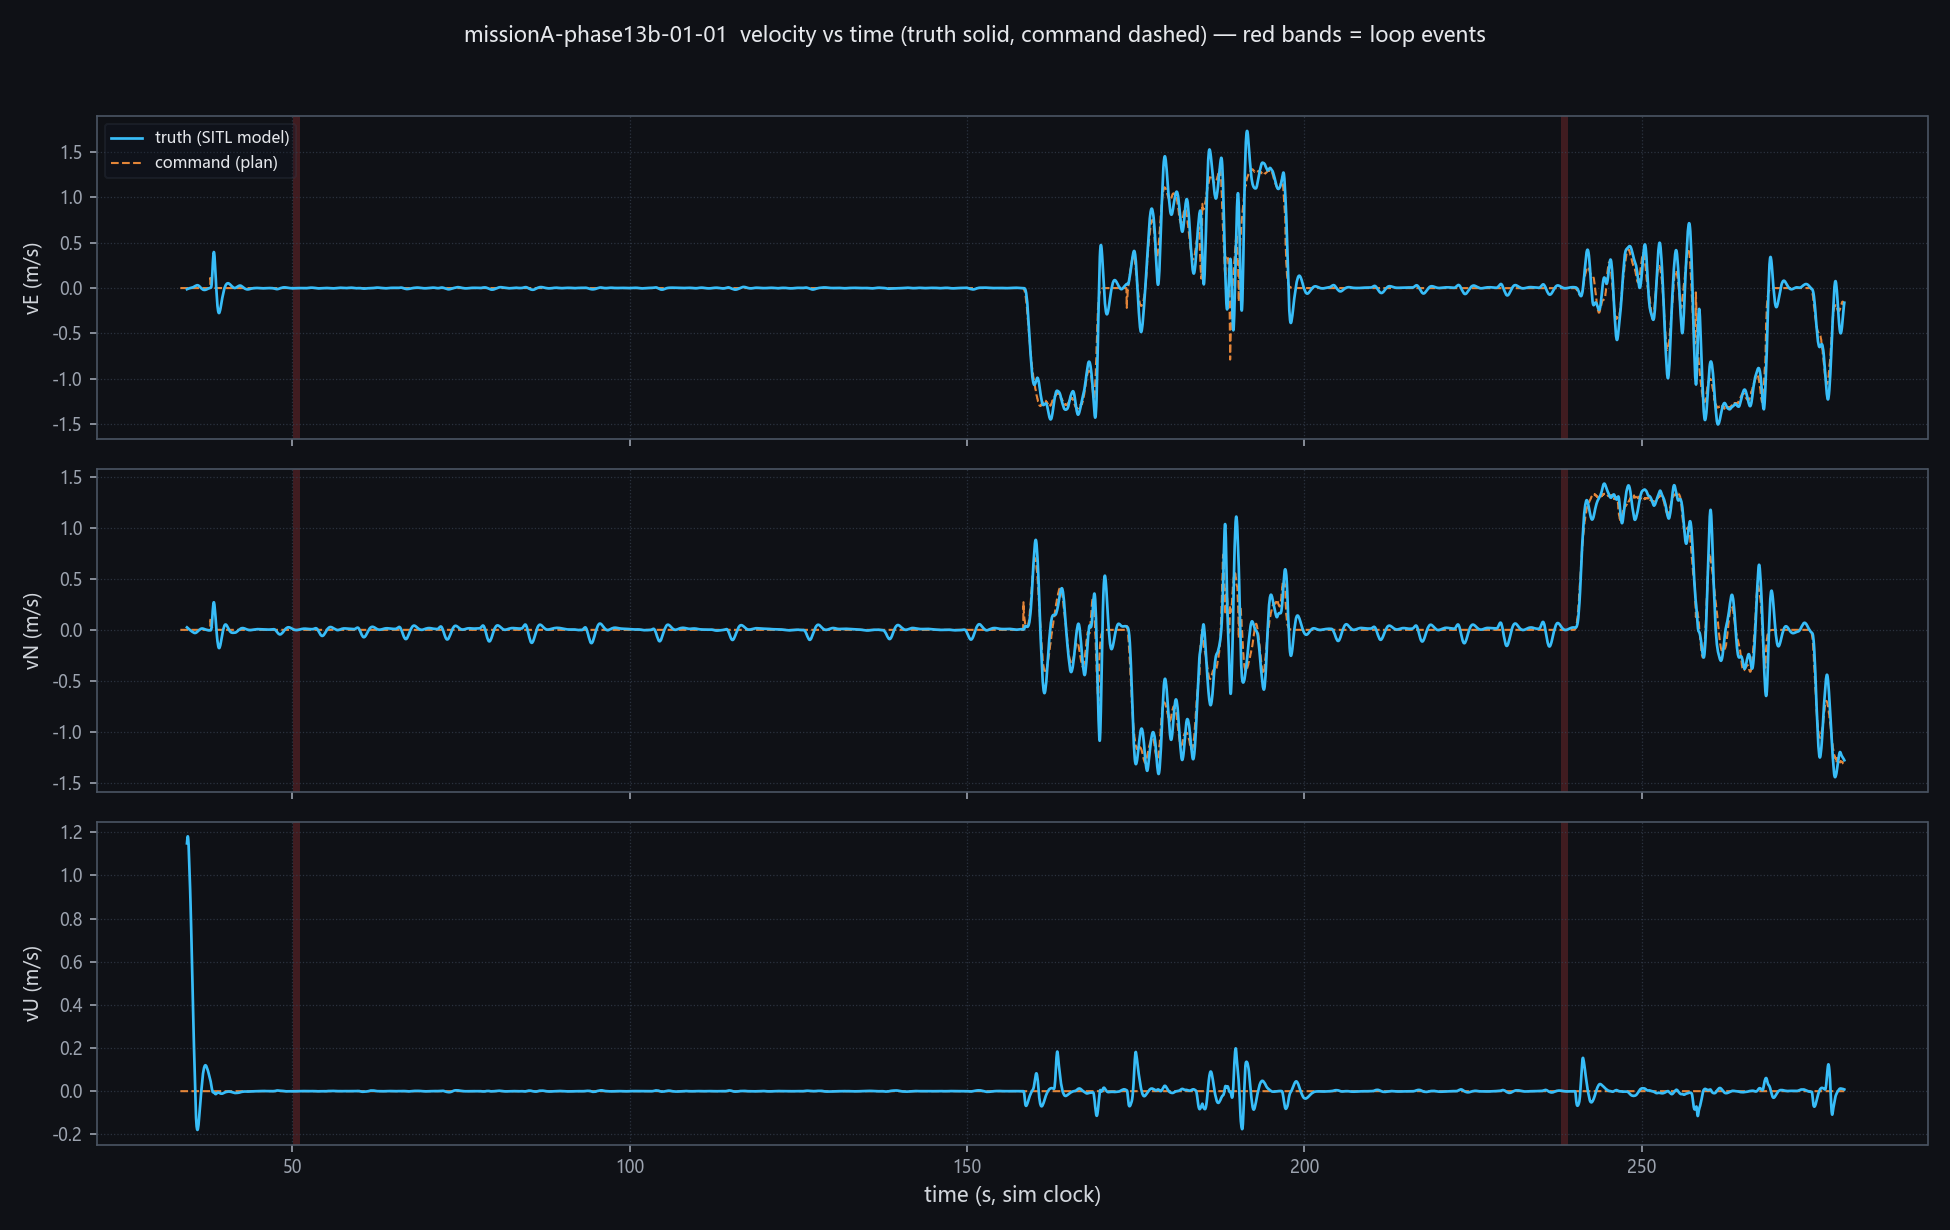 missionA-phase13b-01-01  velocity vs time (truth solid, command dashed) — red bands = loop events
truth (SITL model)
command (plan)
vE (m/s)
1.5
1.0
0.5
0.0
-0.5
-1.0
-1.5
vN (m/s)
1.5
1.0
0.5
0.0
-0.5
-1.0
-1.5
vU (m/s)
1.2
1.0
0.8
0.6
0.4
0.2
0.0
-0.2
50 100 150 200 250
time (s, sim clock)